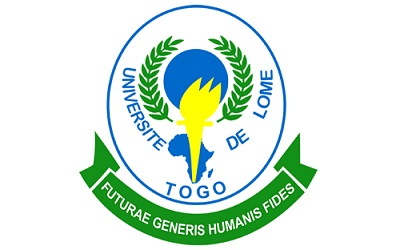 UNIVERSITE DE LOME
TOGO
FUTURAE GENERIS HUMANIS FIDES